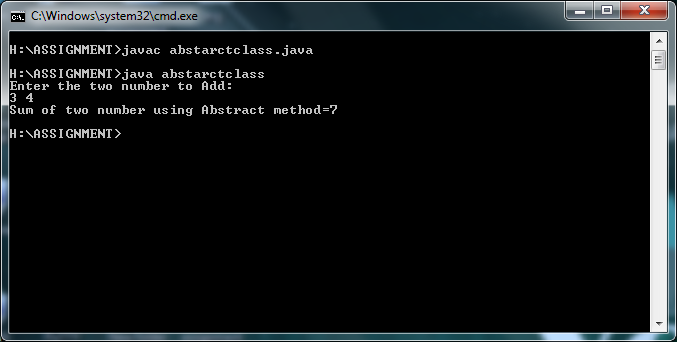 C:\Windows\system32\cmd.exe
H:\ASSIGNMENT>javac abstarctclass.java
H:\ASSIGNMENT>java abstarctclass
Enter the two number to Add:
3 4
Sum of two number using Abstract method=7
H:\ASSIGNMENT>